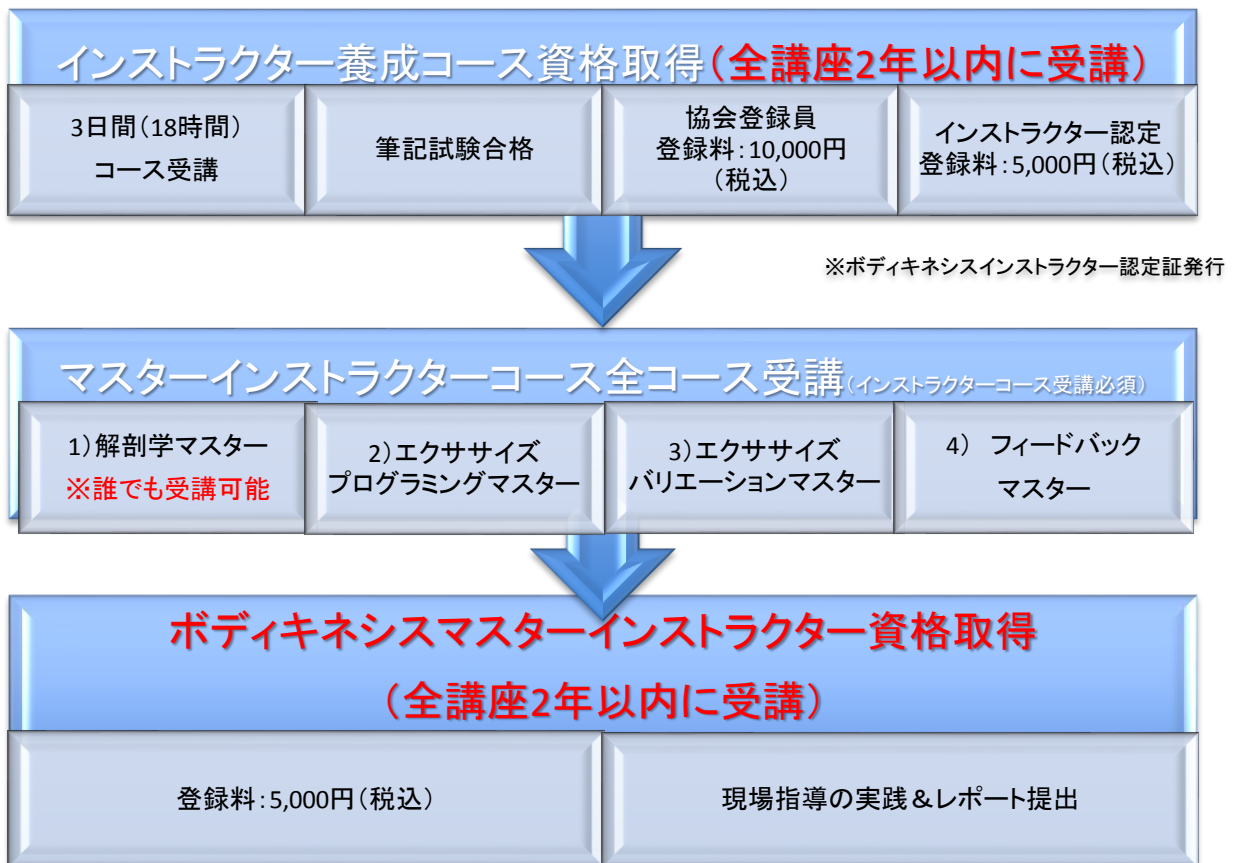 インストラクター養成コース資格取得(全講座2年以内に受講)
3日間(18時間)
コース受講
筆記試験合格
協会登録員
登録料:10,000円
(税込)
インストラクター認定
登録料:5,000円(税込)
※ボディキネシスインストラクター認定証発行
マスターインストラクターコース全コース受講(インストラクターコース受講必須)
1)解剖学マスター
※誰でも受講可能
2)エクササイズ
プログラミングマスター
3)エクササイズ
バリエーションマスター
4) フィードバック
マスター
ボディキネシスマスターインストラクター資格取得
(全講座2年以内に受講)
登録料:5,000円(税込)
現場指導の実践&レポート提出